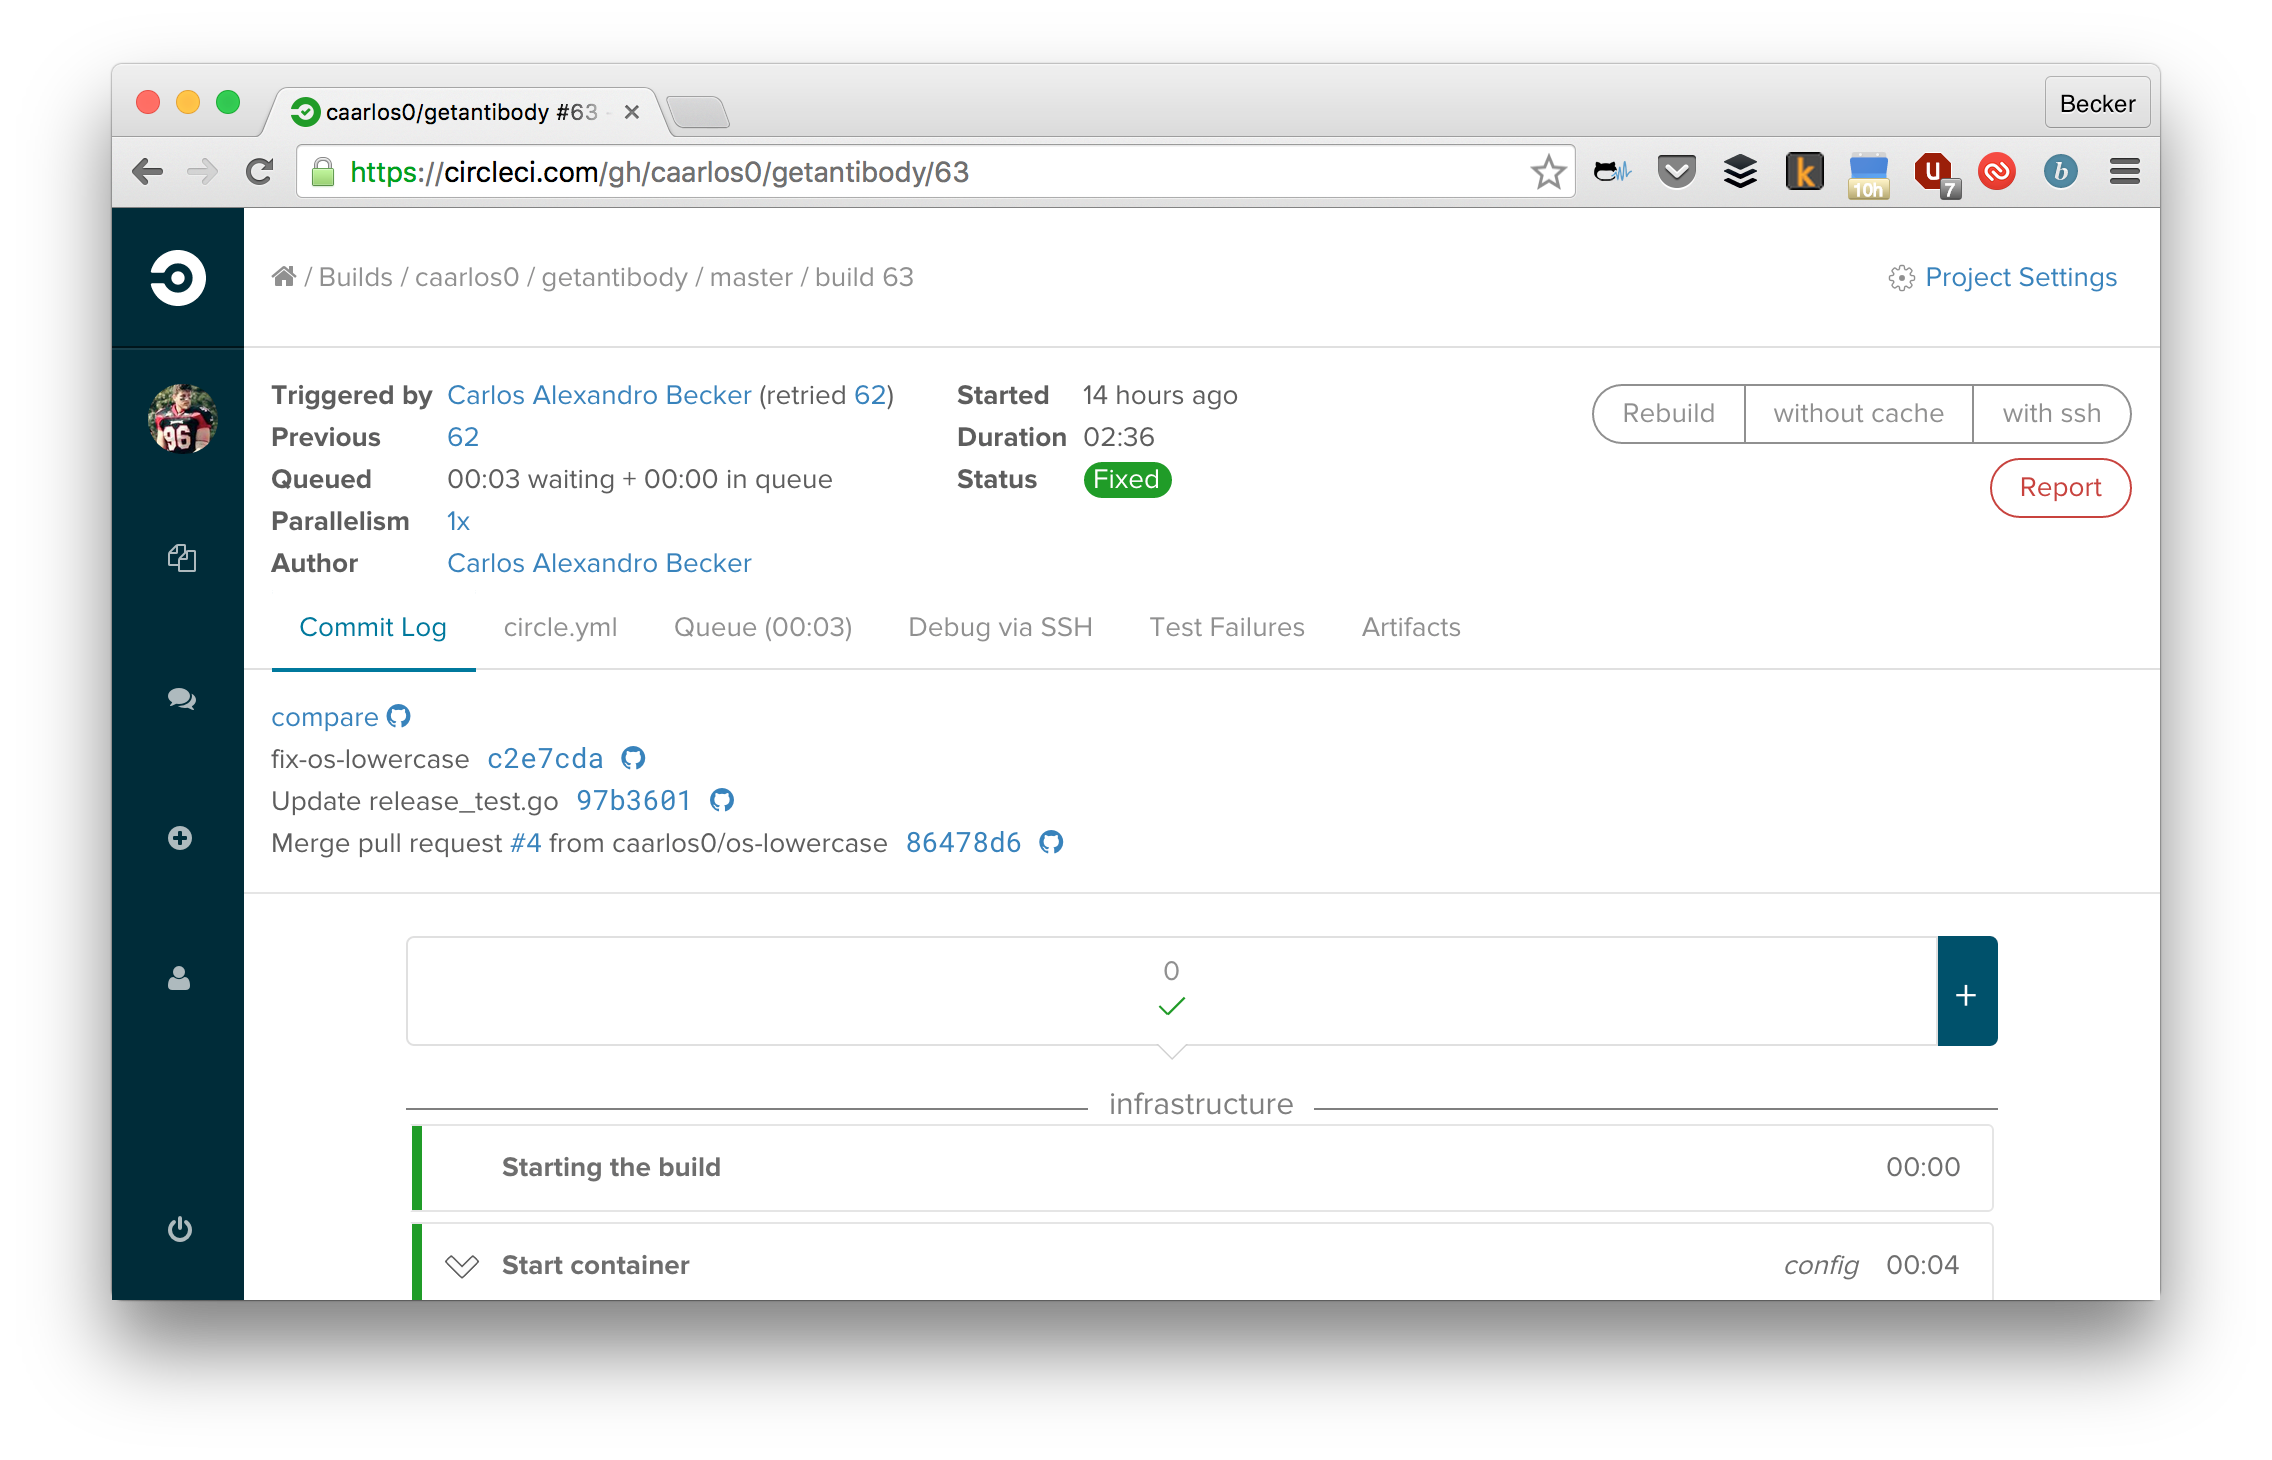 caarlos0/getantibody #63 -
Becker
https://circleci.com/gh/caarlos0/getantibody/63
k
10h
u
7
b
/ Builds / caarlos0 / getantibody / master / build 63
Project Settings
Triggered by Carlos Alexandro Becker (retried 62)
Previous 62
Queued 00:03 waiting + 00:00 in queue
Parallelism 1x
Author Carlos Alexandro Becker
Started 14 hours ago
Duration 02:36
Status Fixed
Rebuild without cache with ssh
Report
96
Commit Log circle.yml Queue (00:03) Debug via SSH Test Failures Artifacts
compare
fix-os-lowercase c2e7cda
Update release_test.go 97b3601
Merge pull request #4 from caarlos0/os-lowercase 86478d6
0
+
infrastructure
Starting the build 00:00
Start container config 00:04